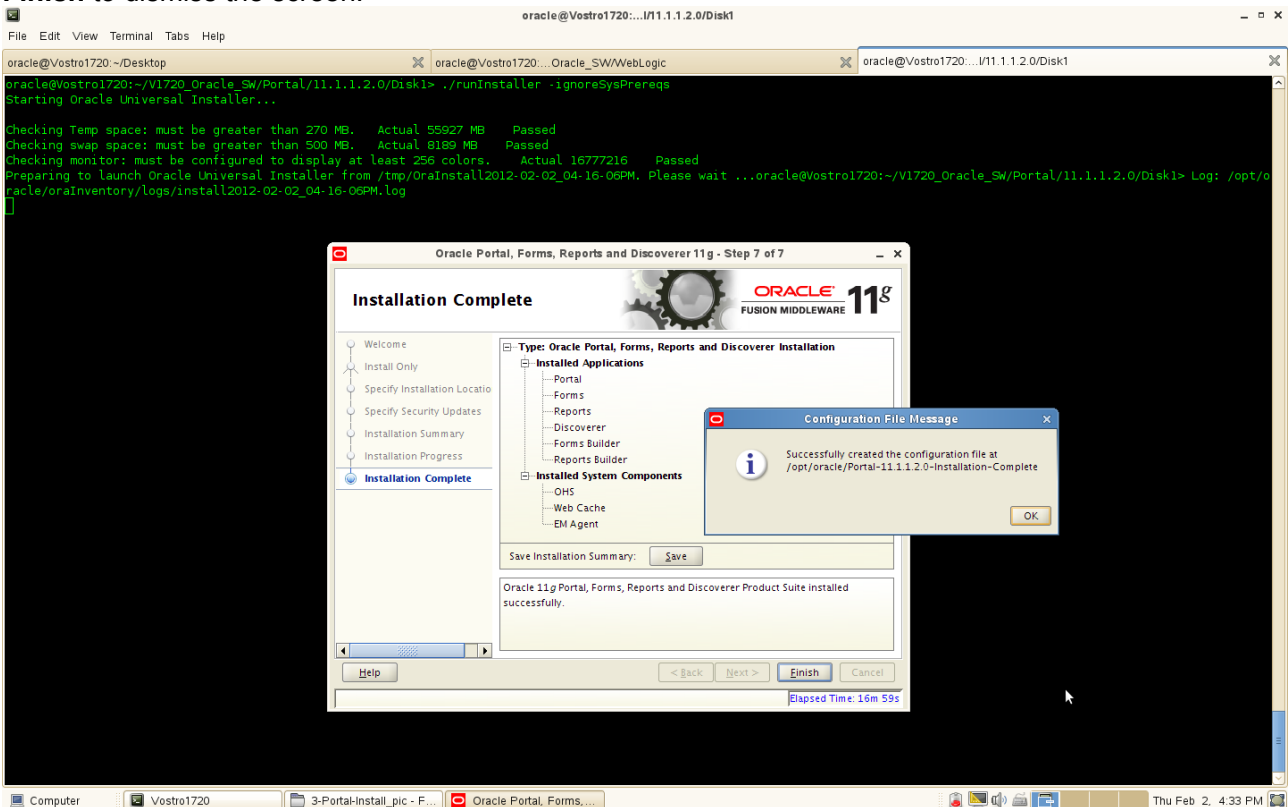 Finish to dismiss the screen.
oracle@Vostro1720:...l/11.1.1.2.0/Disk1
File Edit View Terminal Tabs Help
oracle@Vostro1720:~/Desktop
oracle@Vostro1720:...Oracle_SW/WebLogic
oracle@Vostro1720:...l/11.1.1.2.0/Disk1
oracle@Vostro1720:~/V1720_Oracle_SW/Portal/11.1.1.2.0/Disk1> ./runInstaller -ignoreSysPrereqs
Starting Oracle Universal Installer...
Checking Temp space: must be greater than 270 MB. Actual 55927 MB Passed
Checking swap space: must be greater than 500 MB. Actual 8189 MB Passed
Checking monitor: must be configured to display at least 256 colors. Actual 16777216 Passed
Preparing to launch Oracle Universal Installer from /tmp/OraInstall2012-02-02_04-16-06PM. Please wait ...oracle@Vostro1720:~/V1720_Oracle_SW/Portal/11.1.1.2.0/Disk1> Log: /opt/o
racle/oraInventory/logs/install2012-02-02_04-16-06PM.log
Oracle Portal, Forms, Reports and Discoverer 11g - Step 7 of 7
Installation Complete
ORACLE
FUSION MIDDLEWARE
11g
Welcome
Install Only
Specify Installation Locatio
Specify Security Updates
Installation Summary
Installation Progress
Installation Complete
Type: Oracle Portal, Forms, Reports and Discoverer Installation
Installed Applications
Portal
Forms
Reports
Discoverer
Forms Builder
Reports Builder
Installed System Components
OHS
Web Cache
EM Agent
Configuration File Message
Successfully created the configuration file at
/opt/oracle/Portal-11.1.1.2.0-Installation-Complete
OK
Save Installation Summary: Save
Oracle 11g Portal, Forms, Reports and Discoverer Product Suite installed
successfully.
Help
< Back
Next >
Finish
Cancel
Elapsed Time: 16m 59s
Computer
Vostro1720
3-Portal-Install_pic - F...
Oracle Portal, Forms,...
Thu Feb 2, 4:33 PM